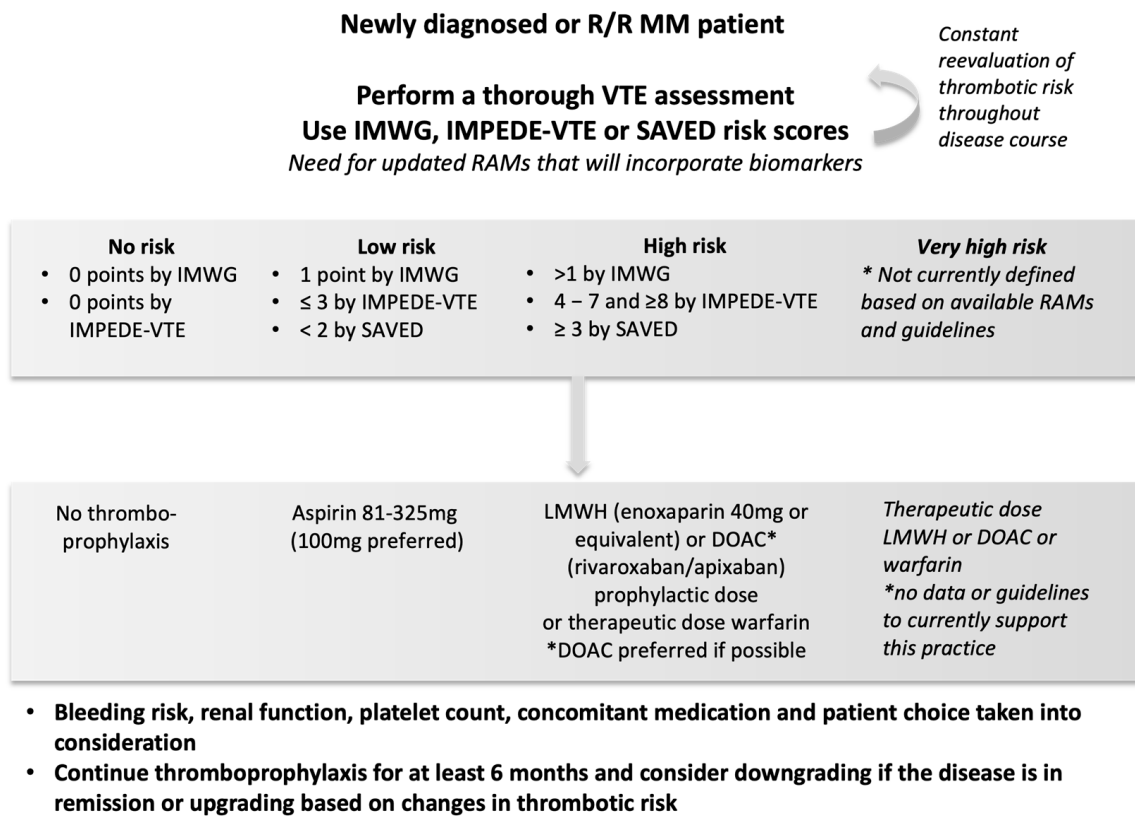 Newly diagnosed or R/R MM patient
Constant
reevaluation of
thrombotic risk
throughout
disease course
Perform a thorough VTE assessment
Use IMWG, IMPEDE-VTE or SAVED risk scores
Need for updated RAMs that will incorporate biomarkers
No risk
• 0 points by IMWG
• 0 points by
IMPEDE-VTE
Low risk
• 1 point by IMWG
• ≤ 3 by IMPEDE-VTE
• < 2 by SAVED
High risk
• >1 by IMWG
• 4 – 7 and ≥8 by IMPEDE-VTE
• ≥ 3 by SAVED
Very high risk
* Not currently defined
based on available RAMs
and guidelines
No thrombo-
prophylaxis
Aspirin 81-325mg
(100mg preferred)
LMWH (enoxaparin 40mg or
equivalent) or DOAC*
(rivaroxaban/apixaban)
prophylactic dose
or therapeutic dose warfarin
*DOAC preferred if possible
Therapeutic dose
LMWH or DOAC or
warfarin
*no data or guidelines
to currently support
this practice
• Bleeding risk, renal function, platelet count, concomitant medication and patient choice taken into
consideration
• Continue thromboprophylaxis for at least 6 months and consider downgrading if the disease is in
remission or upgrading based on changes in thrombotic risk